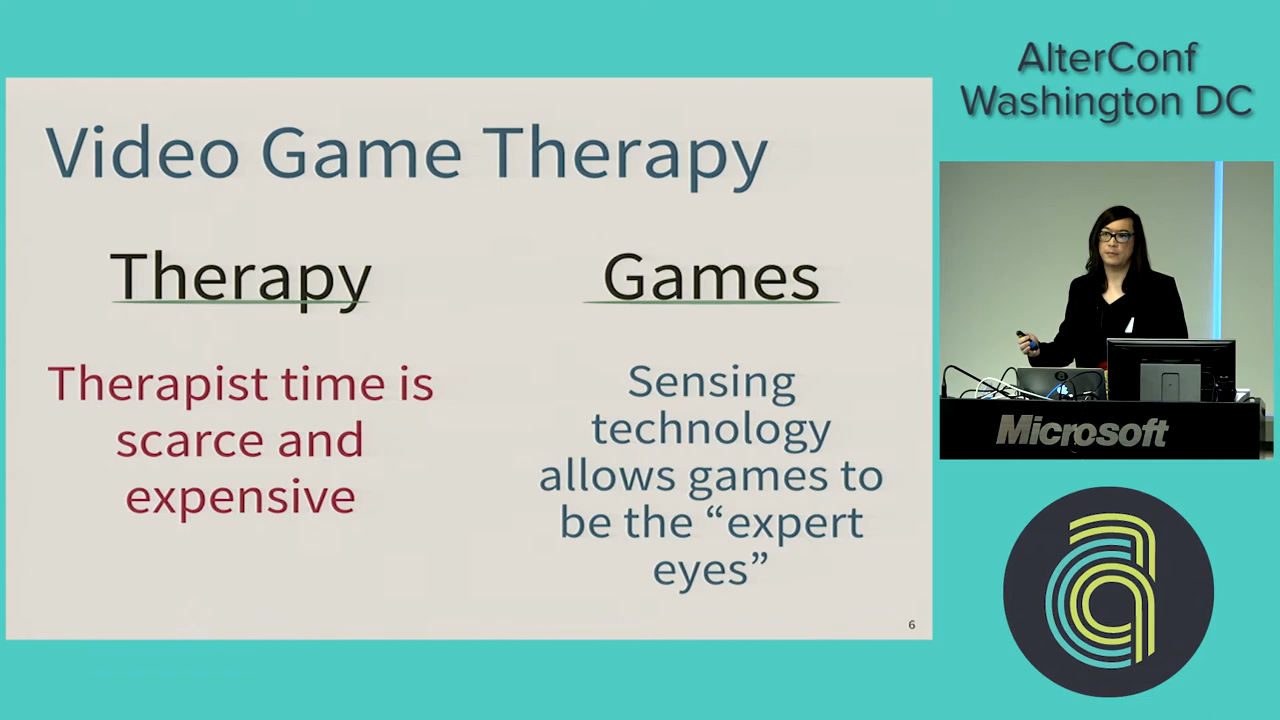 AlterConf
Washington DC
Video Game Therapy
Therapy
Therapist time is
scarce and
expensive
Games
Sensing
technology
allows games to
be the “expert
eyes”
6
Microsoft